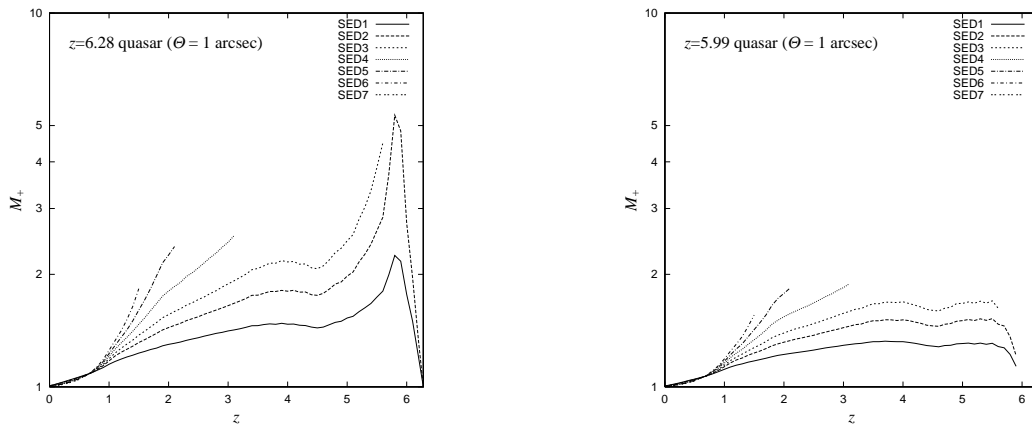 10
5
4
3
2
1
M+
z=6.28 quasar (Θ = 1 arcsec)
SED1
SED2
SED3
SED4
SED5
SED6
SED7
0 1 2 3 4 5 6
z
10
5
4
3
2
1
M+
z=5.99 quasar (Θ = 1 arcsec)
SED1
SED2
SED3
SED4
SED5
SED6
SED7
0 1 2 3 4 5 6
z